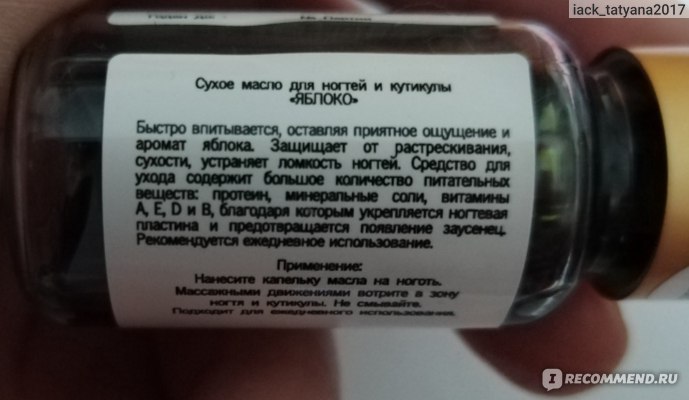 iack_tatyana2017
Сухое масло для ногтей и кутикулы
«ЯБЛОКО»
Быстро впитывается, оставляя приятное ощущение и
аромат яблока. Защищает от растрескивания,
сухости, устраняет ломкость ногтей. Средство для
ухода содержит большое количество питательных
веществ: протеин, минеральные соли, витамины
А, Е, D и В, благодаря которым укрепляется ногтевая
пластина и предотвращается появление заусенец.
Рекомендуется ежедневное использование.
Применение:
Нанесите капельку масла на ноготь.
Массажными движениями вотрите в зону
ногтя и кутикулы. Не смывайте.
Подходит для ежедневного использования.
I RECOMMEND.RU